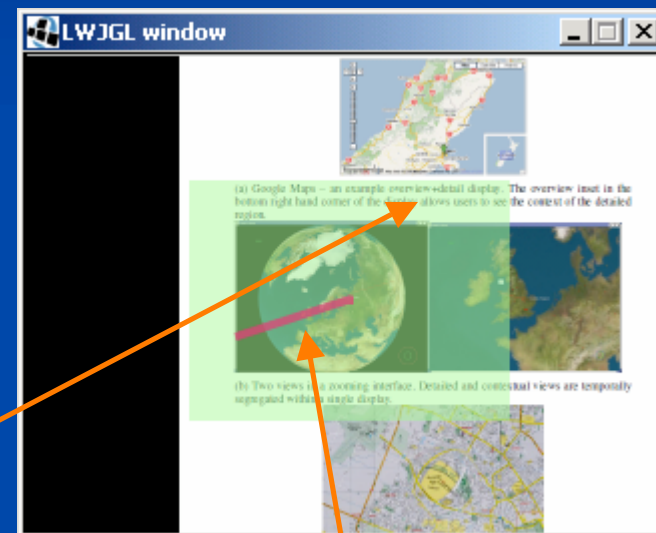 LWJGL window
(a) Google Maps – an example overview+detail display. The overview inset in the
bottom right hand corner of the display allows users to see the context of the detailed
region.
(b) Two views in a zooming interface. Detailed and contextual views are temporally
segregated within a single display.